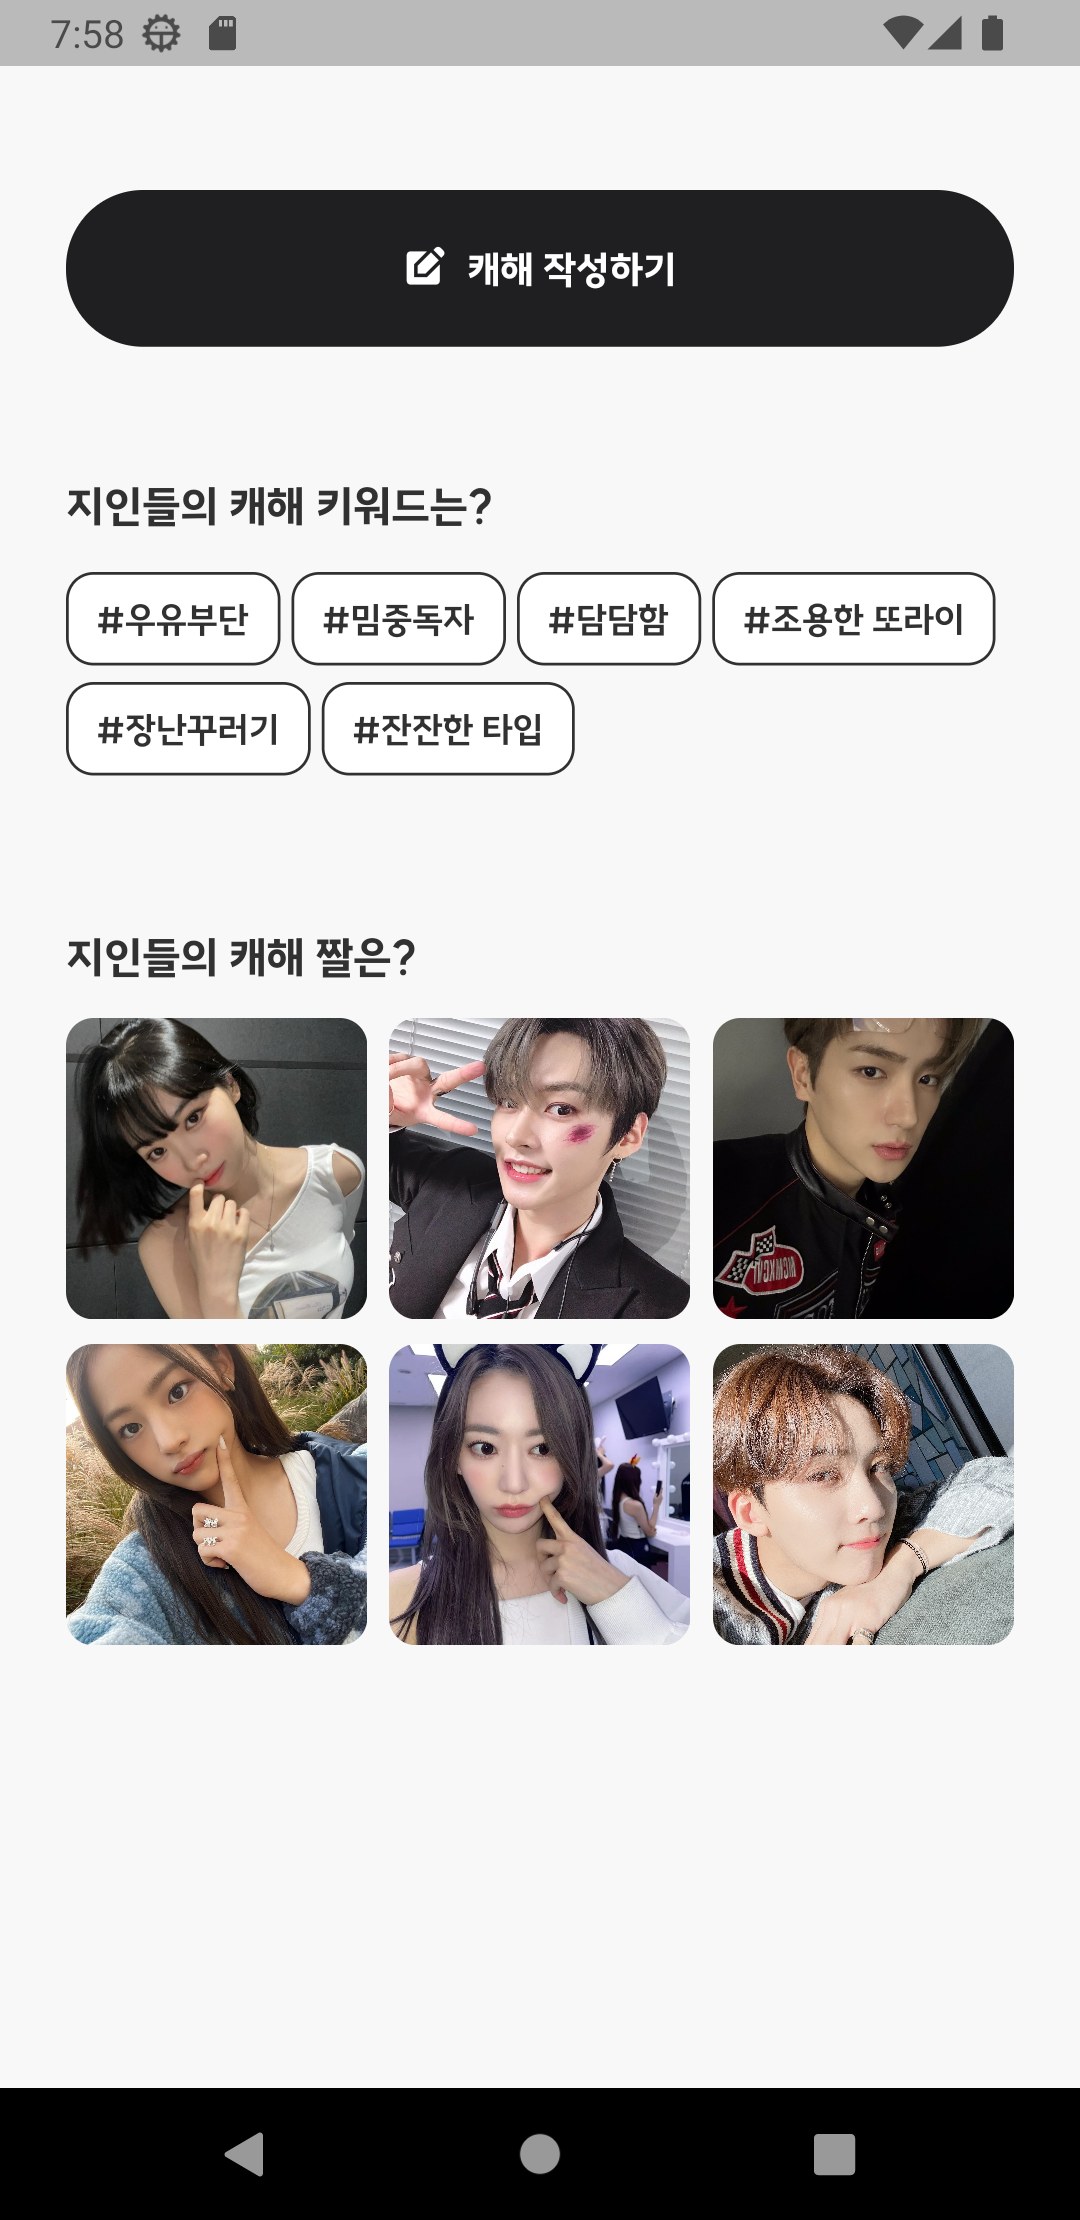 7:58
캐해 작성하기
지인들의 캐해 키워드는?
#우유부단 #밈중독자 #담담함 #조용한 또라이
#장난꾸러기 #잔잔한 타입
지인들의 캐해 짤은?